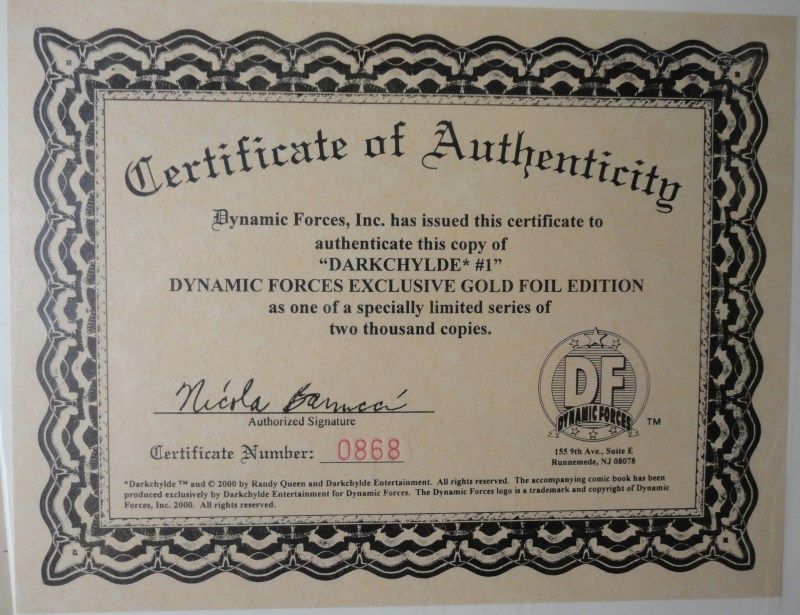 Certificate of Authenticity
Dynamic Forces, Inc. has issued this certificate to
authenticate this copy of
“DARKCHYLDE* #1”
DYNAMIC FORCES EXCLUSIVE GOLD FOIL EDITION
as one of a specially limited series of
two thousand copies.
Nicola Barrucci
Authorized Signature
Certificate Number: 0868
DF
DYNAMIC FORCES
TM
155 9th Ave., Suite E
Runnemede, NJ 08078
*Darkchylde ™ and © 2000 by Randy Queen and Darkchylde Entertainment. All rights reserved. The accompanying comic book has been
produced exclusively by Darkchylde Entertainment for Dynamic Forces. The Dynamic Forces logo is a trademark and copyright of Dynamic
Forces, Inc. 2000. All rights reserved.